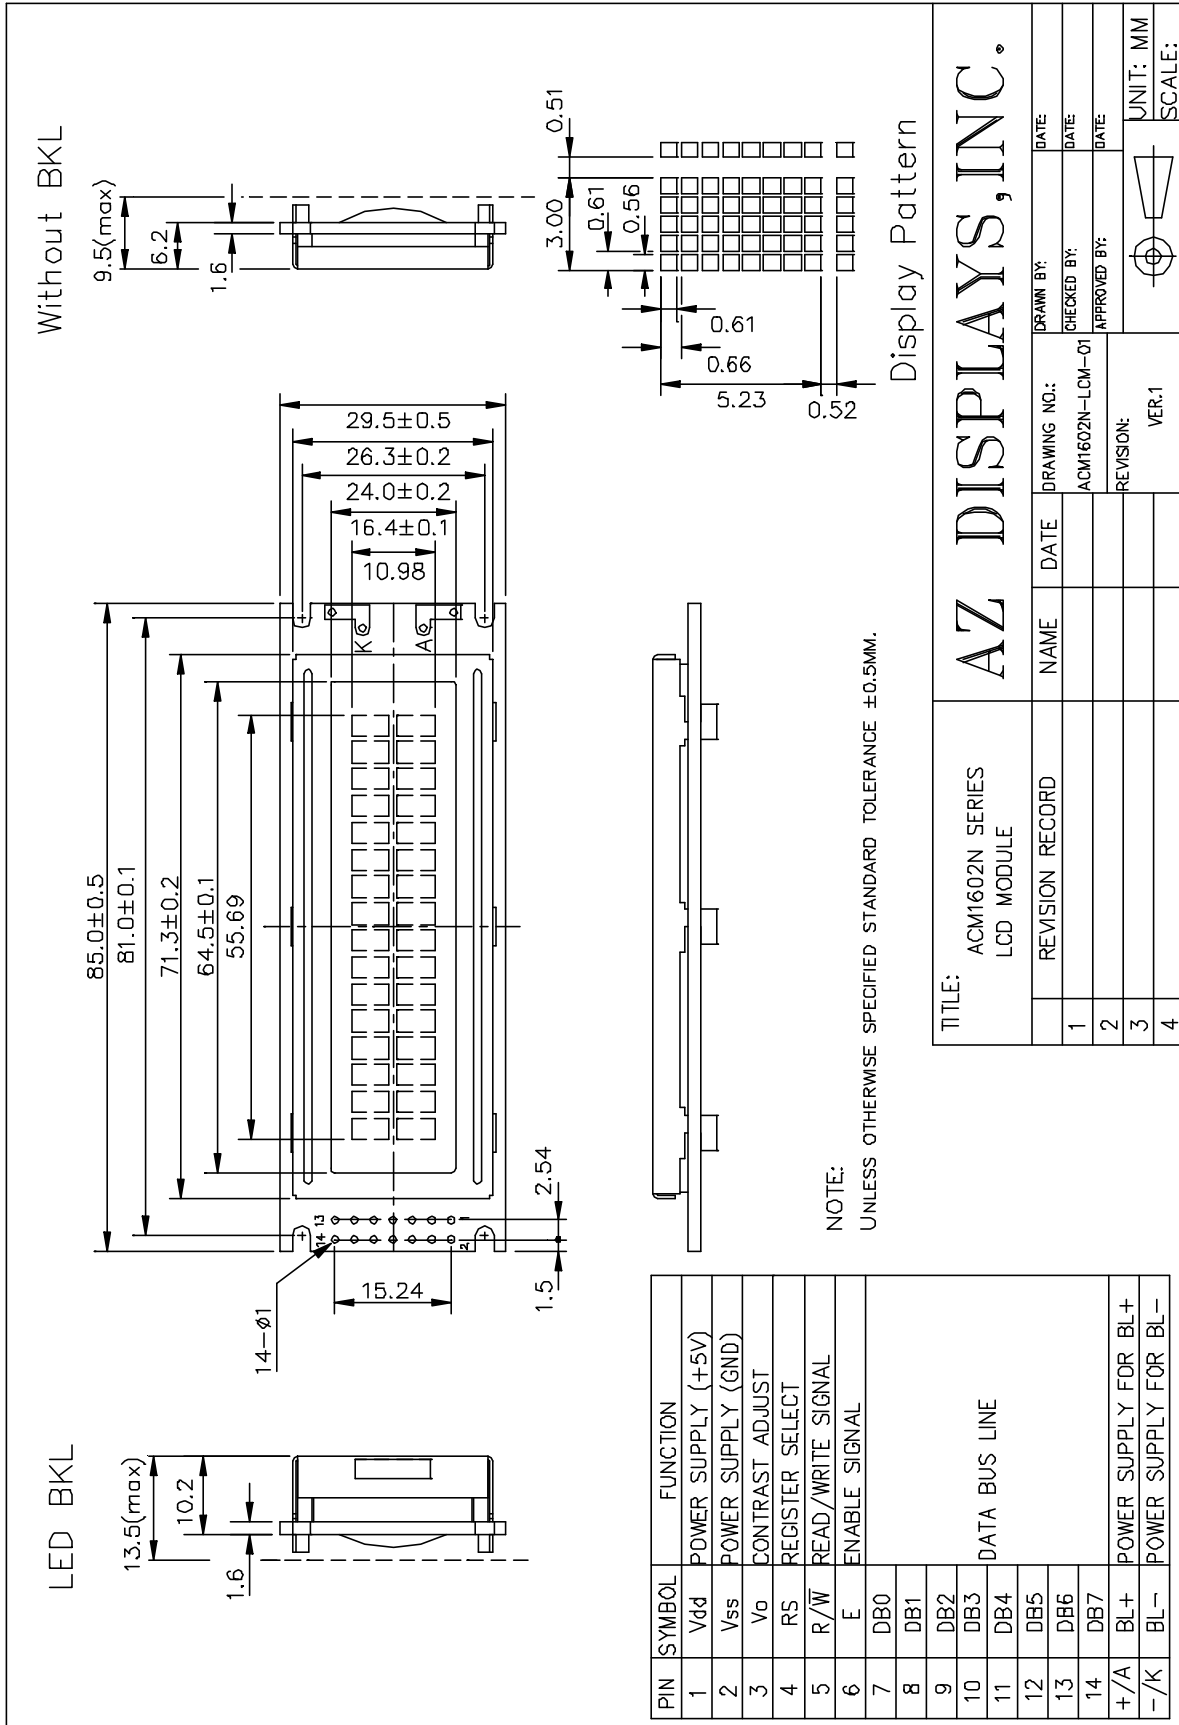 LED BKL
13.5(max)
10.2
1.6
85.0±0.5
81.0±0.1
71.3±0.2
64.5±0.1
55.69
14-ø1
14 13
2 1
15.24
1.5
2.54
K
A
29.5±0.5
26.3±0.2
24.0±0.2
16.4±0.1
10.98
Without BKL
9.5(max)
6.2
1.6
3.00
0.51
0.61
0.56
0.61
0.66
5.23
0.52
Display Pattern
NOTE:
UNLESS OTHERWISE SPECIFIED STANDARD TOLERANCE ±0.5MM.
PIN SYMBOL FUNCTION
1 Vdd POWER SUPPLY (+5V)
2 Vss POWER SUPPLY (GND)
3 Vo CONTRAST ADJUST
4 RS REGISTER SELECT
5 R/W̅ READ/WRITE SIGNAL
6 E ENABLE SIGNAL
7 DB0
8 DB1
9 DB2
10 DB3
DATA BUS LINE
11 DB4
12 DB5
13 DB6
14 DB7
+/A BL+ POWER SUPPLY FOR BL+
-/K BL- POWER SUPPLY FOR BL-
TITLE:
ACM1602N SERIES
LCD MODULE
AZ DISPLAYS,INC.
REVISION RECORD NAME DATE
1
2
3
4
DRAWING NO.:
ACM1602N-LCM-01
REVISION:
VER.1
DRAWN BY: DATE:
CHECKED BY: DATE:
APPROVED BY: DATE:
UNIT: MM
SCALE: